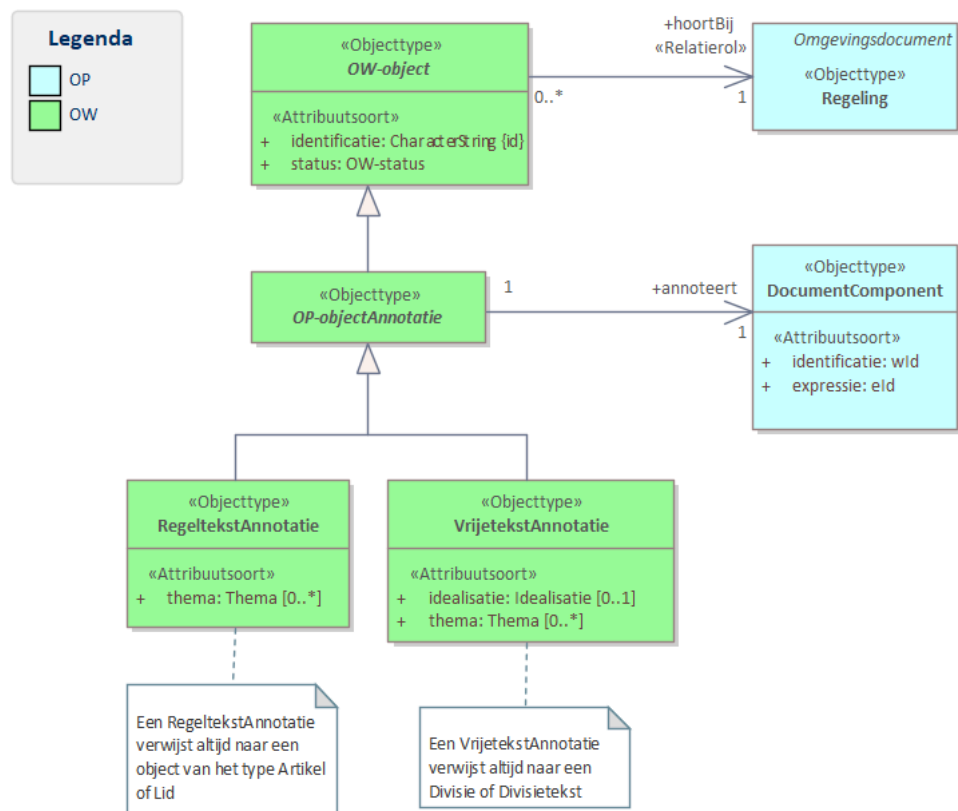 Legenda
OP
OW
«Objecttype»
OW-object
«Attribuutsoort»
+ identificatie: CharacterString {id}
+ status: OW-status
+hoortBij
«Relatierol»
0..*
1
Omgevingsdocument
«Objecttype»
Regeling
«Objecttype»
OP-objectAnnotatie
1
+annoteert
1
«Objecttype»
DocumentComponent
«Attribuutsoort»
+ identificatie: wId
+ expressie: eId
«Objecttype»
RegeltekstAnnotatie
«Attribuutsoort»
+ thema: Thema [0..*]
«Objecttype»
VrijetekstAnnotatie
«Attribuutsoort»
+ idealisatie: Idealisatie [0..1]
+ thema: Thema [0..*]
Een RegeltekstAnnotatie
verwijst altijd naar een
object van het type Artikel
of Lid
Een VrijetekstAnnotatie
verwijst altijd naar een
Divisie of Divisietekst